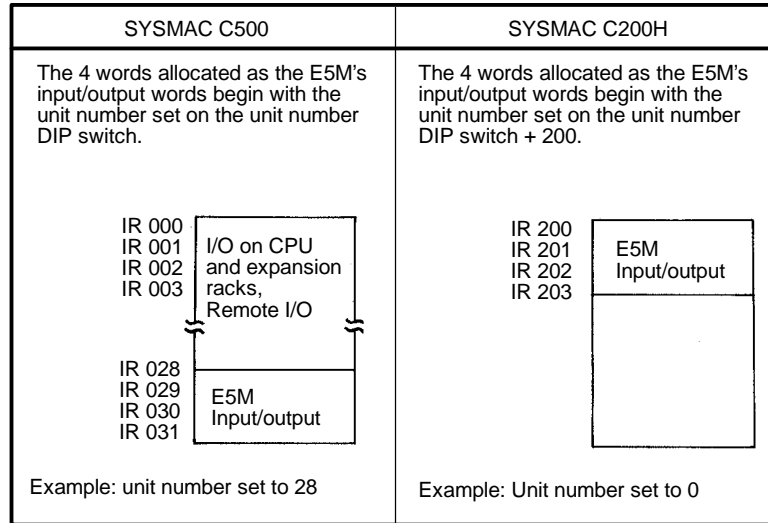 SYSMAC C500
The 4 words allocated as the E5M's
input/output words begin with the
unit number set on the unit number
DIP switch.
IR 000
IR 001
IR 002
IR 003
I/O on CPU
and expansion
racks,
Remote I/O
IR 028
IR 029
IR 030
IR 031
E5M
Input/output
Example: unit number set to 28
SYSMAC C200H
The 4 words allocated as the E5M's
input/output words begin with the
unit number set on the unit number
DIP switch + 200.
IR 200
IR 201
IR 202
IR 203
E5M
Input/output
Example: Unit number set to 0